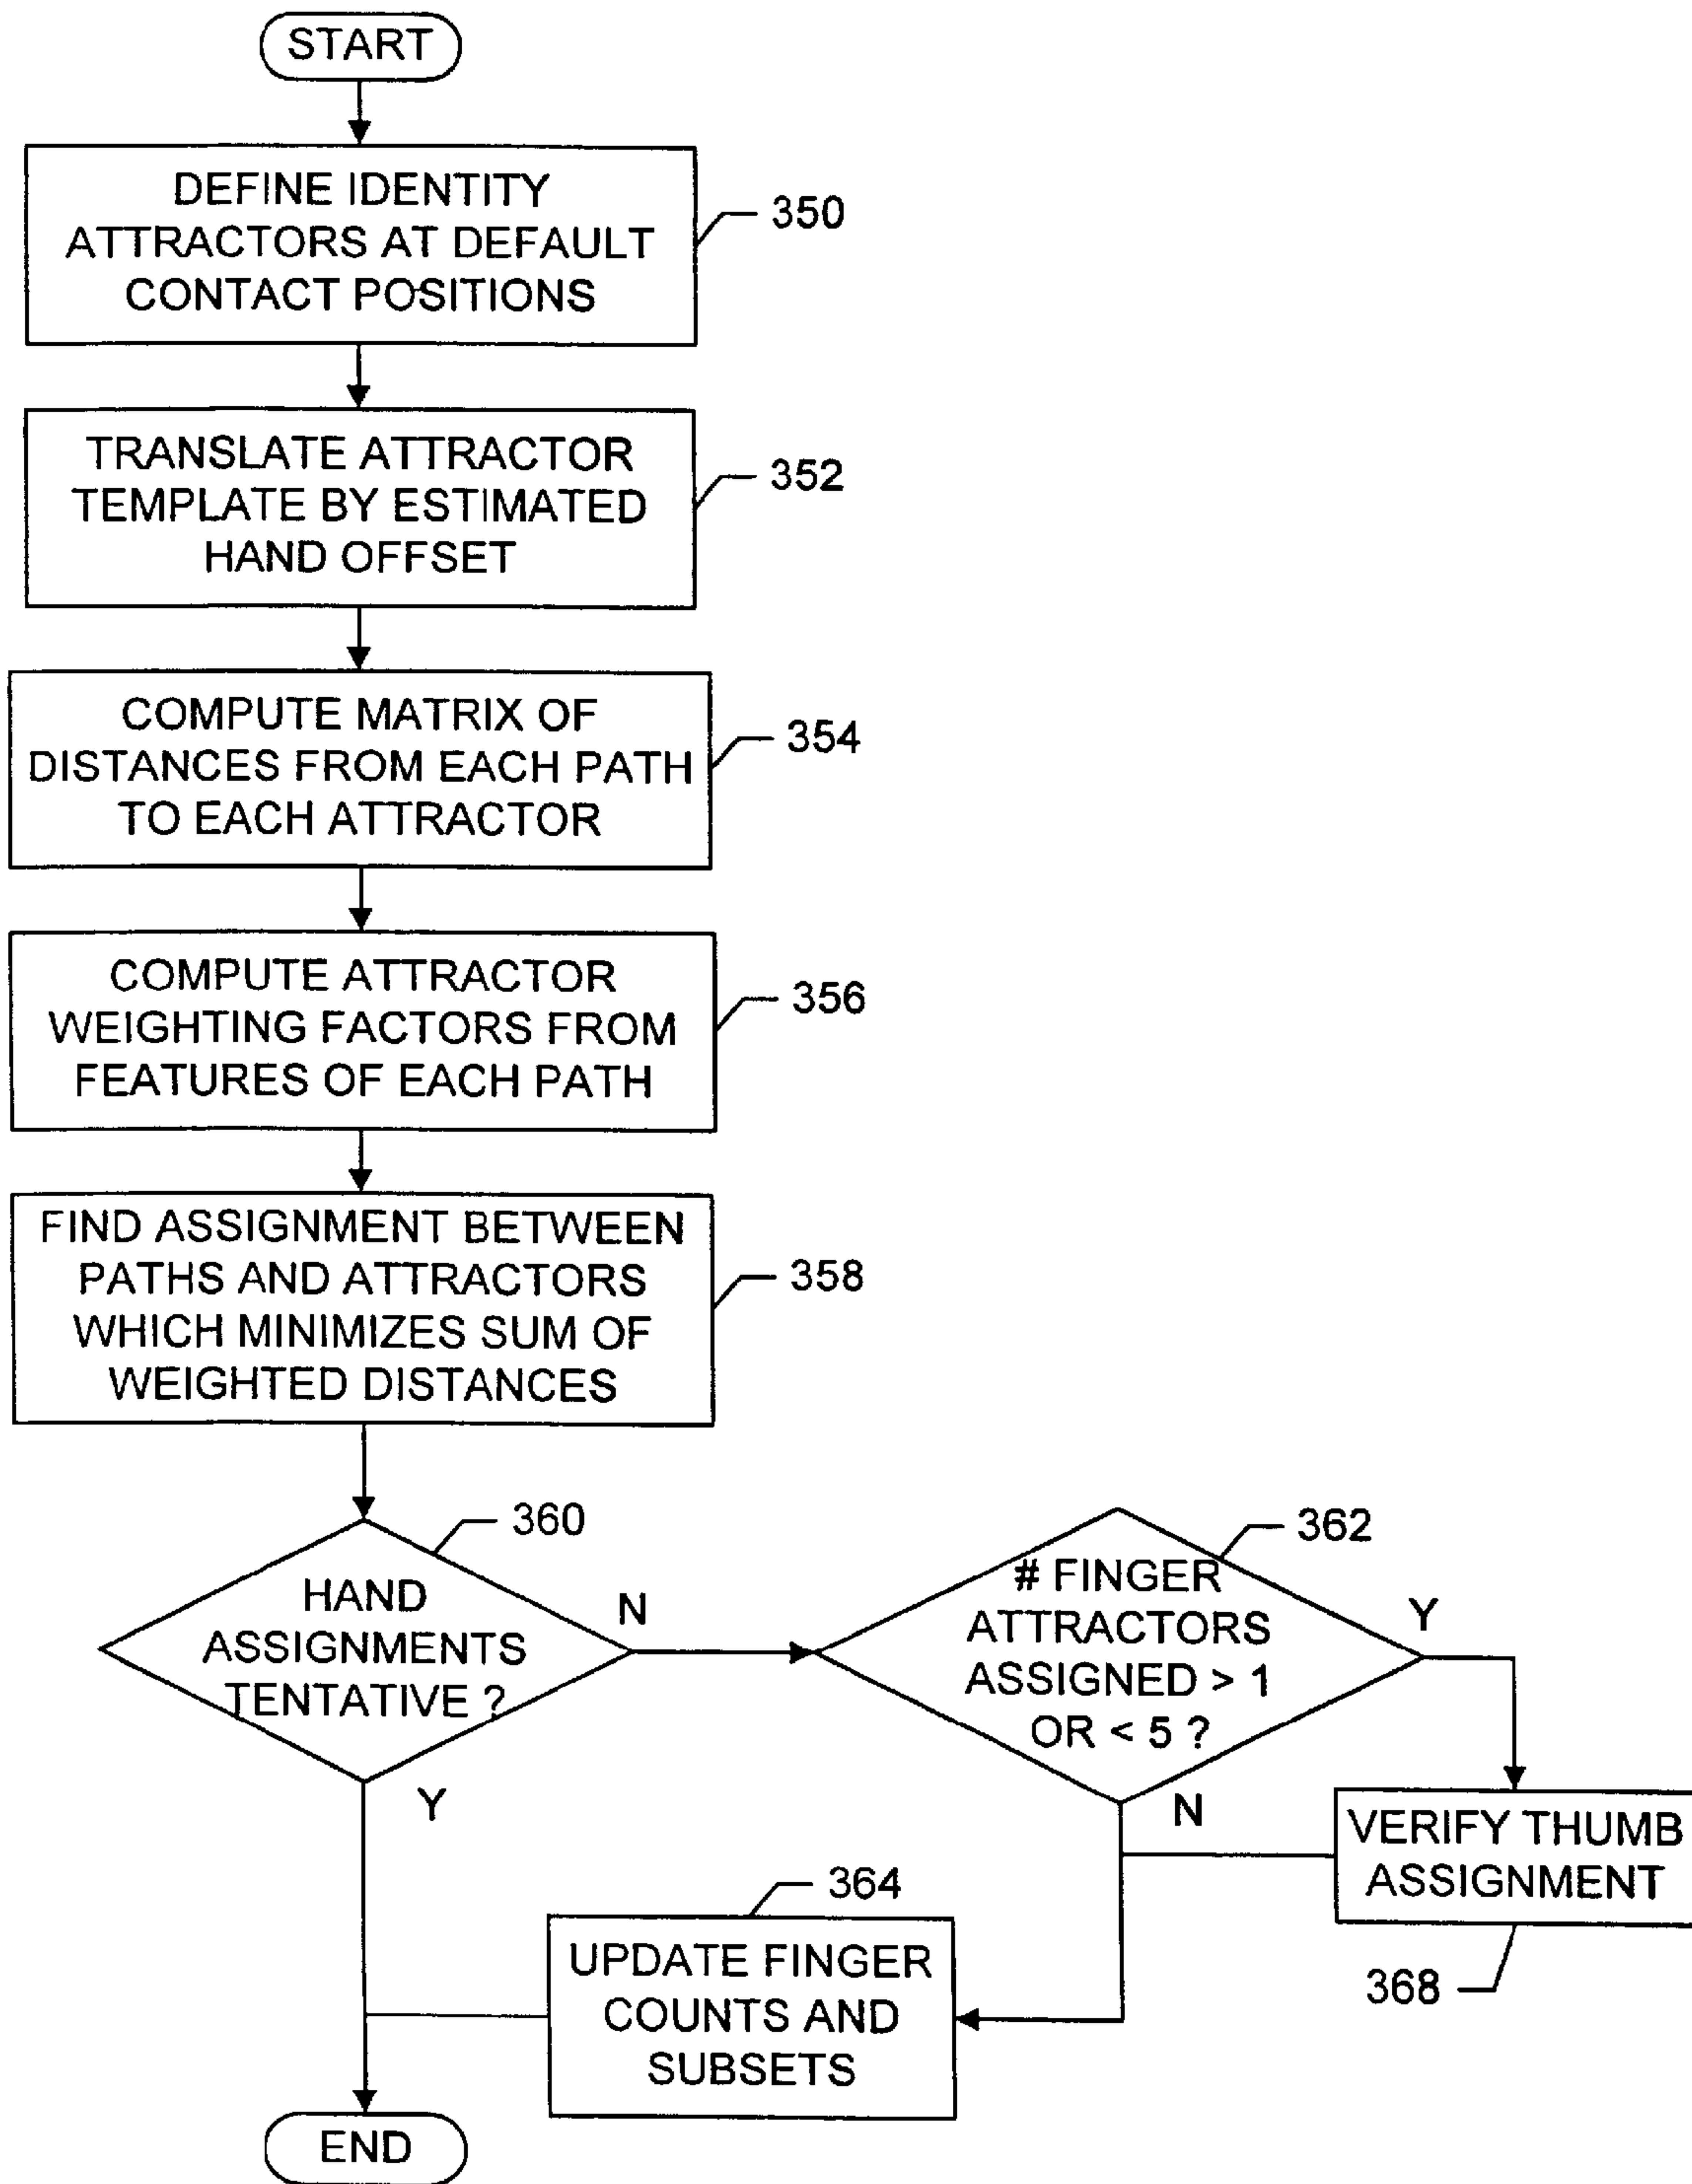 START
DEFINE IDENTITY
ATTRACTORS AT DEFAULT
CONTACT POSITIONS
350
TRANSLATE ATTRACTOR
TEMPLATE BY ESTIMATED
HAND OFFSET
352
COMPUTE MATRIX OF
DISTANCES FROM EACH PATH
TO EACH ATTRACTOR
354
COMPUTE ATTRACTOR
WEIGHTING FACTORS FROM
FEATURES OF EACH PATH
356
FIND ASSIGNMENT BETWEEN
PATHS AND ATTRACTORS
WHICH MINIMIZES SUM OF
WEIGHTED DISTANCES
358
360
HAND
ASSIGNMENTS
TENTATIVE ?
N
Y
362
# FINGER
ATTRACTORS
ASSIGNED > 1
OR < 5 ?
Y
N
VERIFY THUMB
ASSIGNMENT
368
364
UPDATE FINGER
COUNTS AND
SUBSETS
END